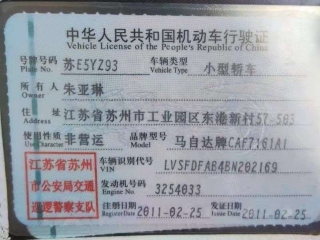 中华人民共和国机动车行驶证
Vehicle License of the People's Republic of China
号牌号码 苏E5YZ93 车辆类型 小型轿车
Plate No. Vehicle Type
所有人 朱亚琳
Owner
住址 江苏省苏州市工业园区东港新村57-503
Address
使用性质 非营运 品牌型号 马自达牌CAF7161A1
Use Character Model
江苏省苏州 车辆识别代号 LVSFDFAB4BN202169
VIN
市公安局交通 发动机号码 3254033
Engine No.
巡逻警察支队 注册日期 2011-02-25 发证日期 2011-02-25
Register Date Issue Date